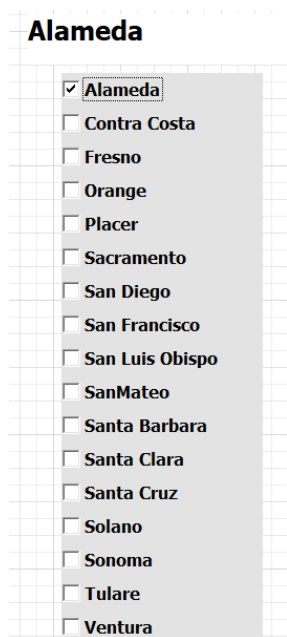 Alameda
Alameda
Contra Costa
Fresno
Orange
Placer
Sacramento
San Diego
San Francisco
San Luis Obispo
SanMateo
Santa Barbara
Santa Clara
Santa Cruz
Solano
Sonoma
Tulare
Ventura